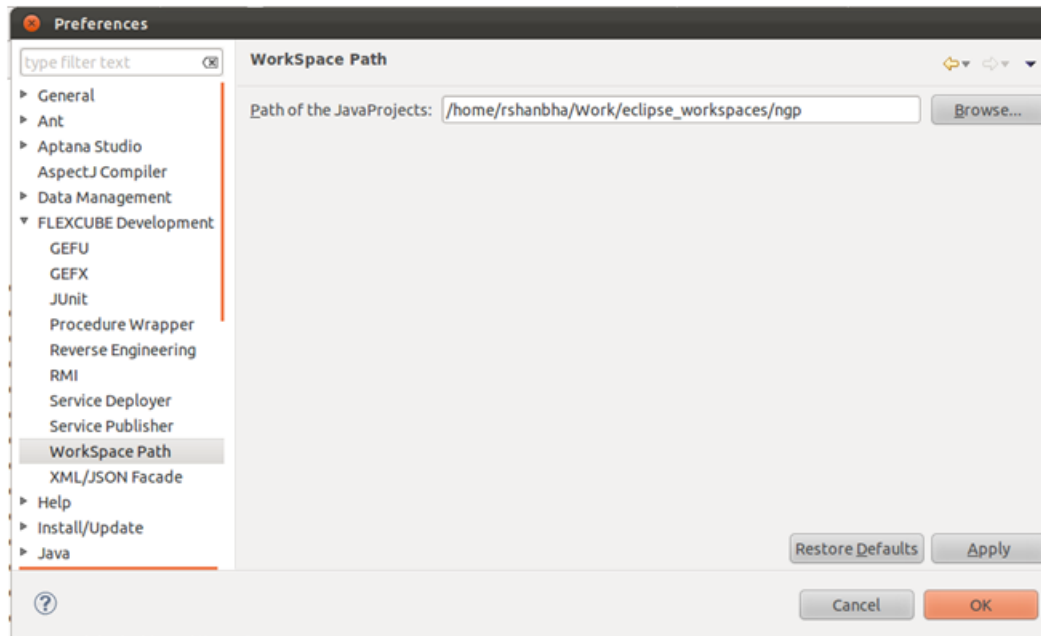 Preferences
type filter text
General
Ant
Aptana Studio
AspectJ Compiler
Data Management
FLEXCUBE Development
GEFU
GEFX
JUnit
Procedure Wrapper
Reverse Engineering
RMI
Service Deployer
Service Publisher
WorkSpace Path
XML/JSON Facade
Help
Install/Update
Java
WorkSpace Path
Path of the JavaProjects: /home/rshanbha/Work/eclipse_workspaces/ngp Browse...
Restore Defaults Apply
? Cancel OK